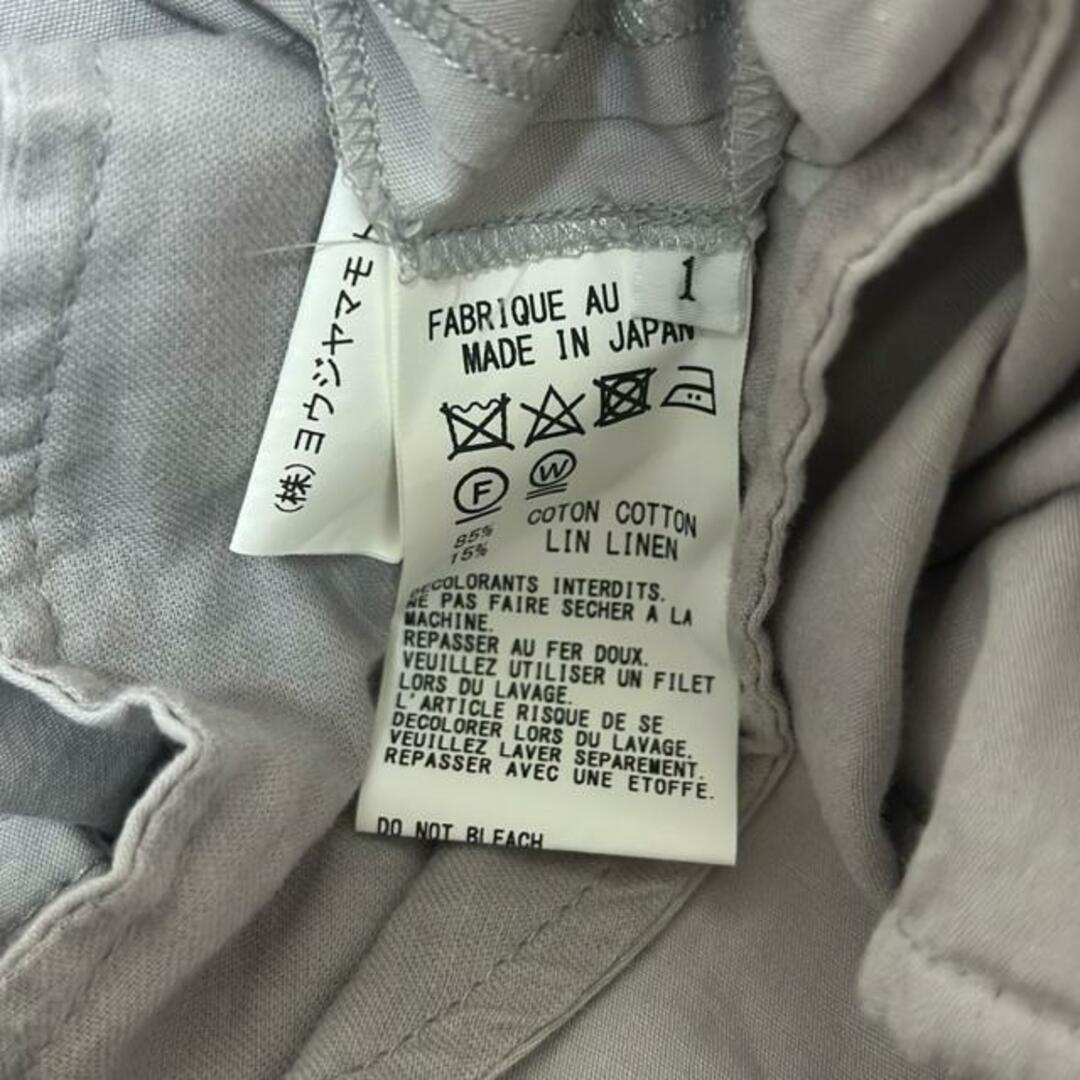 (株)ヨウジヤマモト
1
FABRIQUE AU
MADE IN JAPAN
F
W
85% COTON COTTON
15% LIN LINEN
DECOLORANTS INTERDITS.
NE PAS FAIRE SECHER A LA
MACHINE.
REPASSER AU FER DOUX.
VEUILLEZ UTILISER UN FILET
LORS DU LAVAGE.
L'ARTICLE RISQUE DE SE
DECOLORER LORS DU LAVAGE.
VEUILLEZ LAVER SEPAREMENT.
REPASSER AVEC UNE ETOFFE.
DO NOT BLEACH